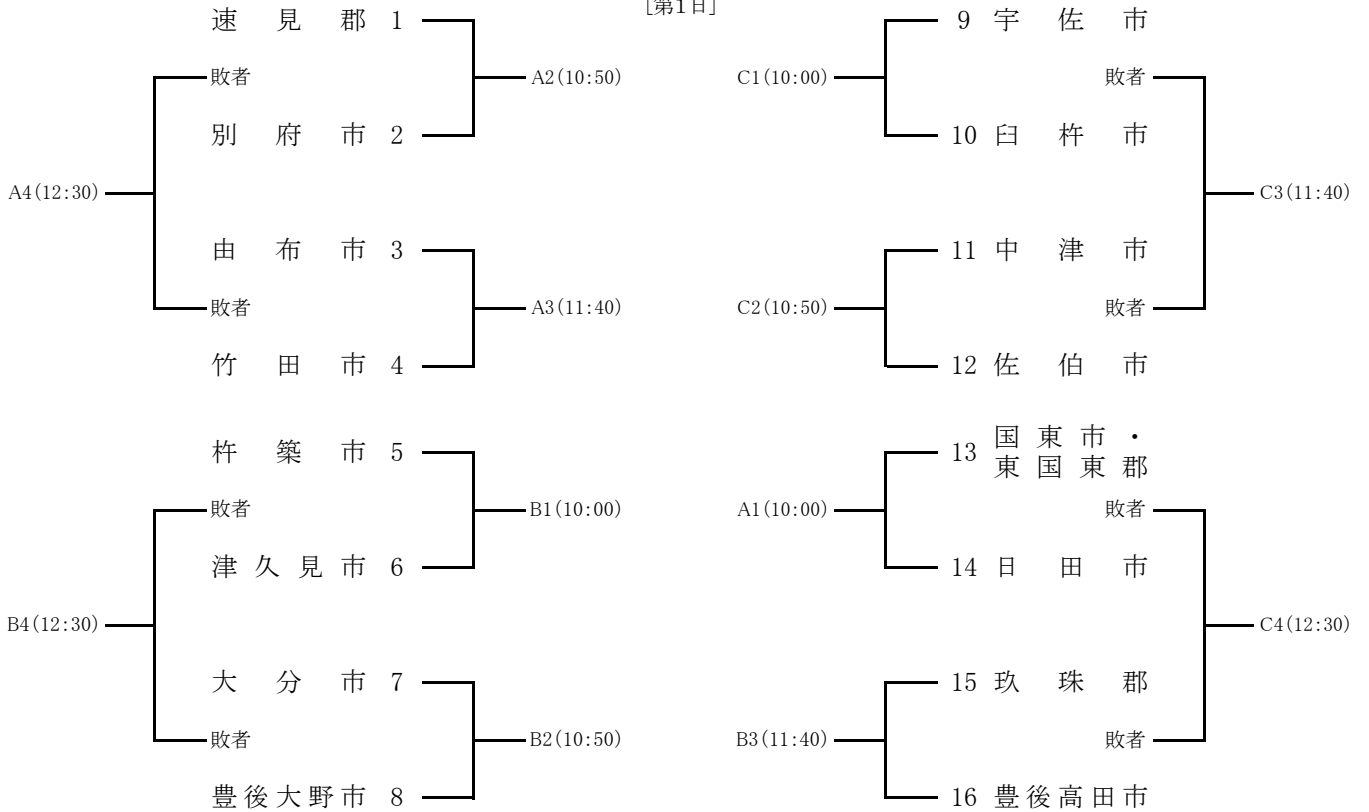 [第1日]
速見郡 1
敗者
A2(10:50)
別府市 2
A4(12:30)
由布市 3
敗者
A3(11:40)
竹田市 4
杵築市 5
敗者
B1(10:00)
津久見市 6
B4(12:30)
大分市 7
敗者
B2(10:50)
豊後大野市 8
9 宇佐市
C1(10:00)
敗者
10 臼杵市
C3(11:40)
11 中津市
C2(10:50)
敗者
12 佐伯市
13 国東市・
東国東郡
A1(10:00)
敗者
14 日田市
C4(12:30)
15 玖珠郡
B3(11:40)
敗者
16 豊後高田市